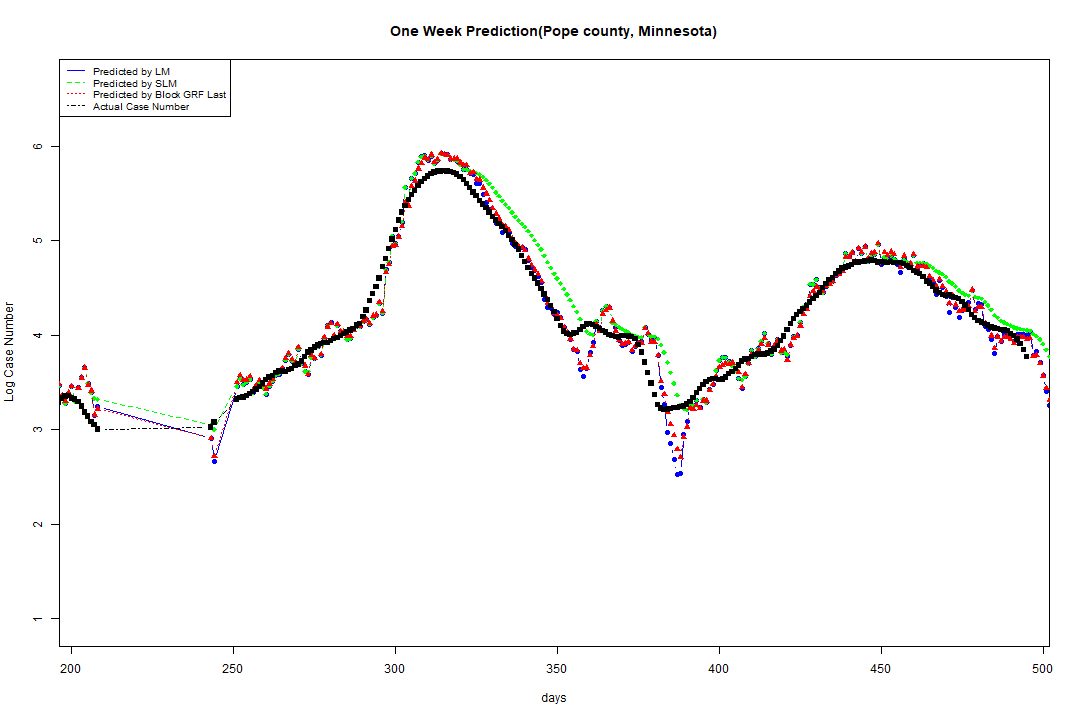 One Week Prediction(Pope county, Minnesota)
Predicted by LM
Predicted by SLM
Predicted by Block GRF Last
Actual Case Number
Log Case Number
6
5
4
3
2
1
200 250 300 350 400 450 500
days